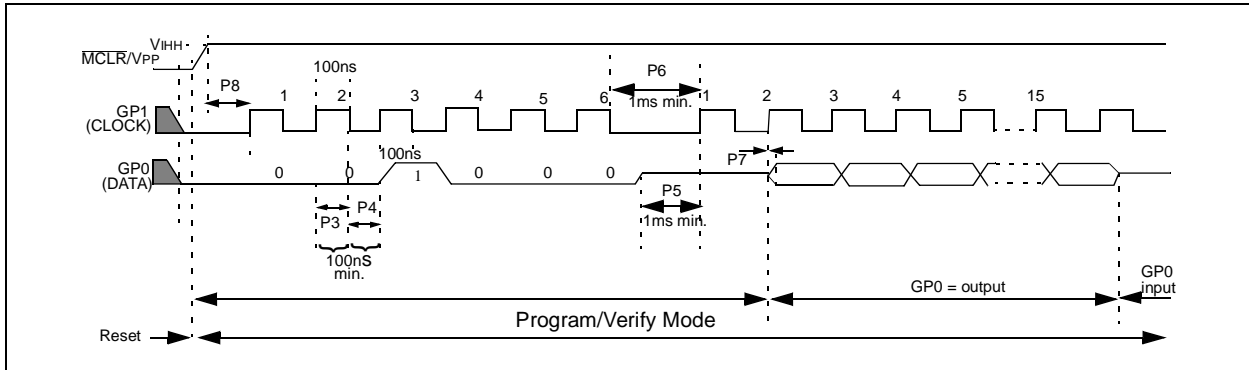 VIHH
MCLR/VPP
100ns
P8
P6
1ms min.
1 2 3 4 5 6 1 2 3 4 5 15
GP1
(CLOCK)
P7
100ns
GP0
(DATA)
0 0 1 0 0 0
P5
1ms min.
P3 P4
100ns
min.
GP0 = output
GP0
input
Program/Verify Mode
Reset